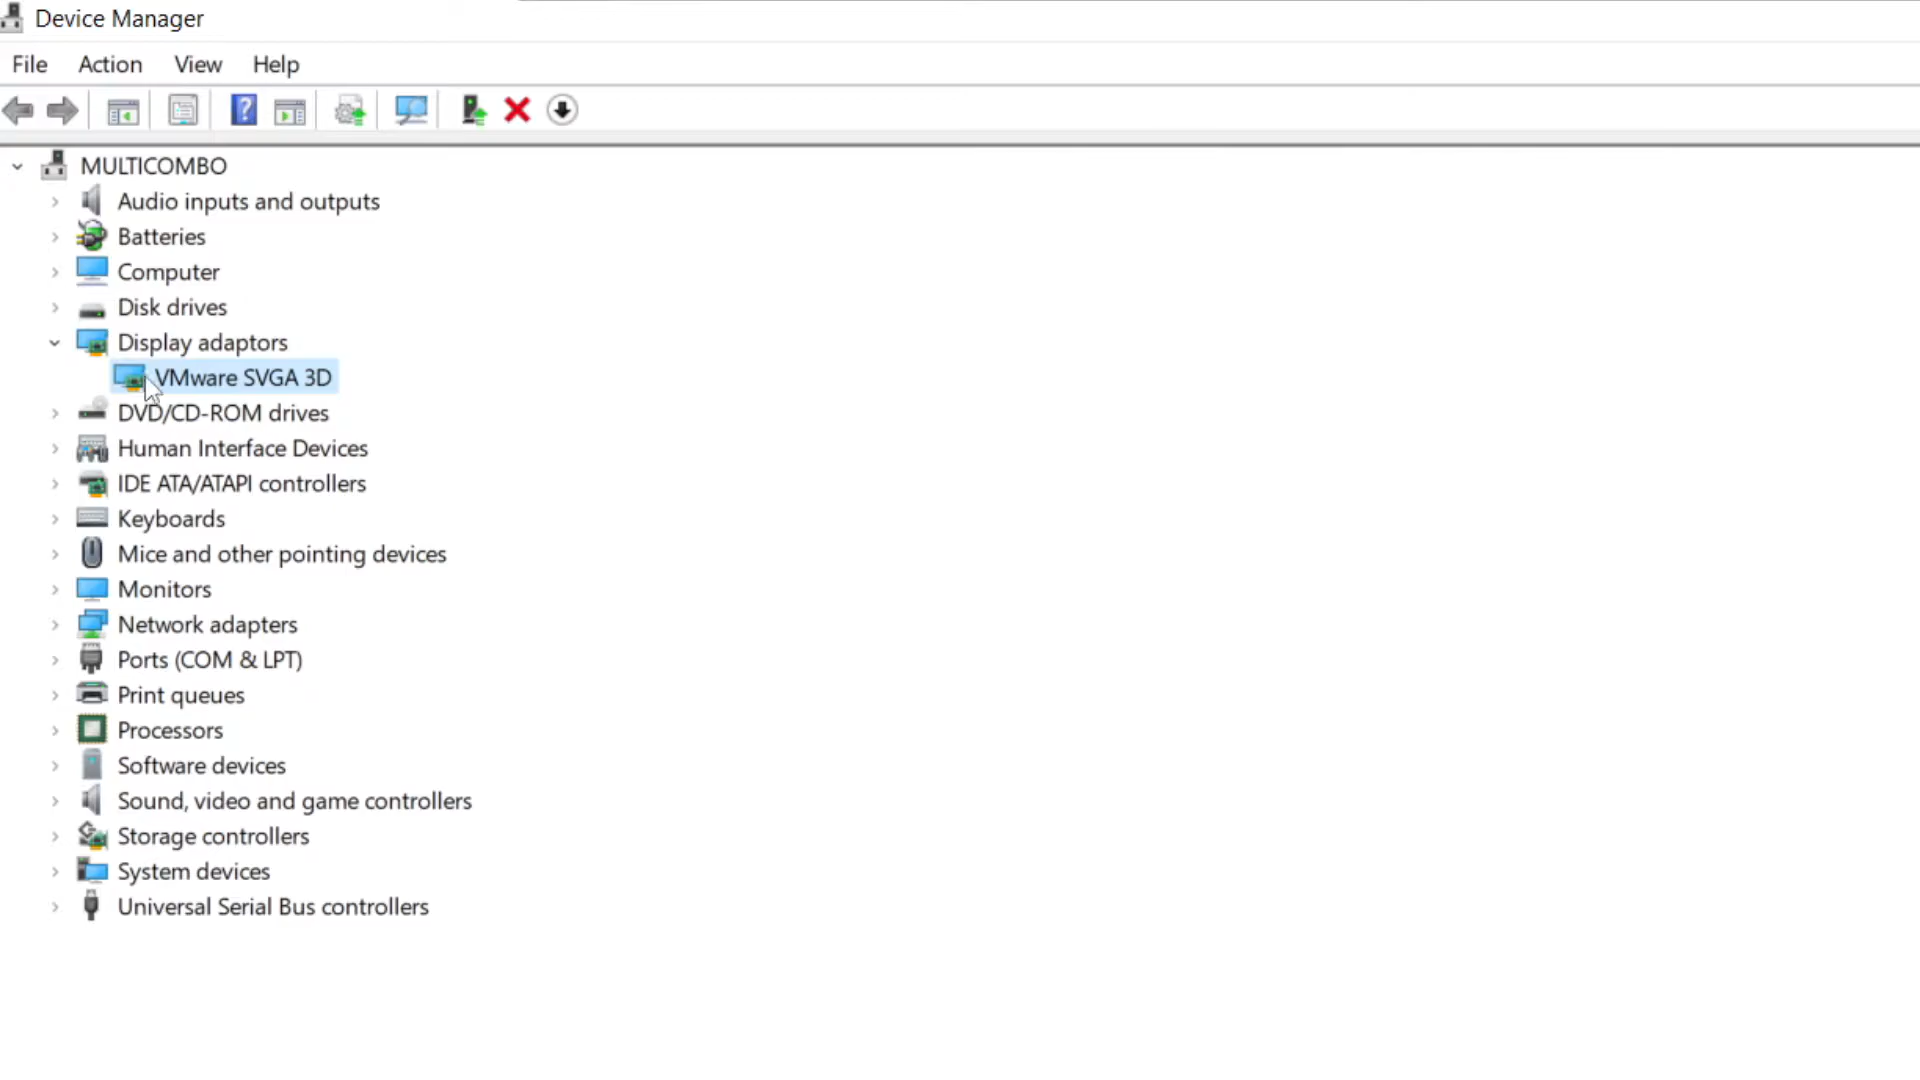 Device Manager
File Action View Help
?
MULTICOMBO
Audio inputs and outputs
Batteries
Computer
Disk drives
Display adaptors
VMware SVGA 3D
DVD/CD-ROM drives
Human Interface Devices
IDE ATA/ATAPI controllers
Keyboards
Mice and other pointing devices
Monitors
Network adapters
Ports (COM & LPT)
Print queues
Processors
Software devices
Sound, video and game controllers
Storage controllers
System devices
Universal Serial Bus controllers